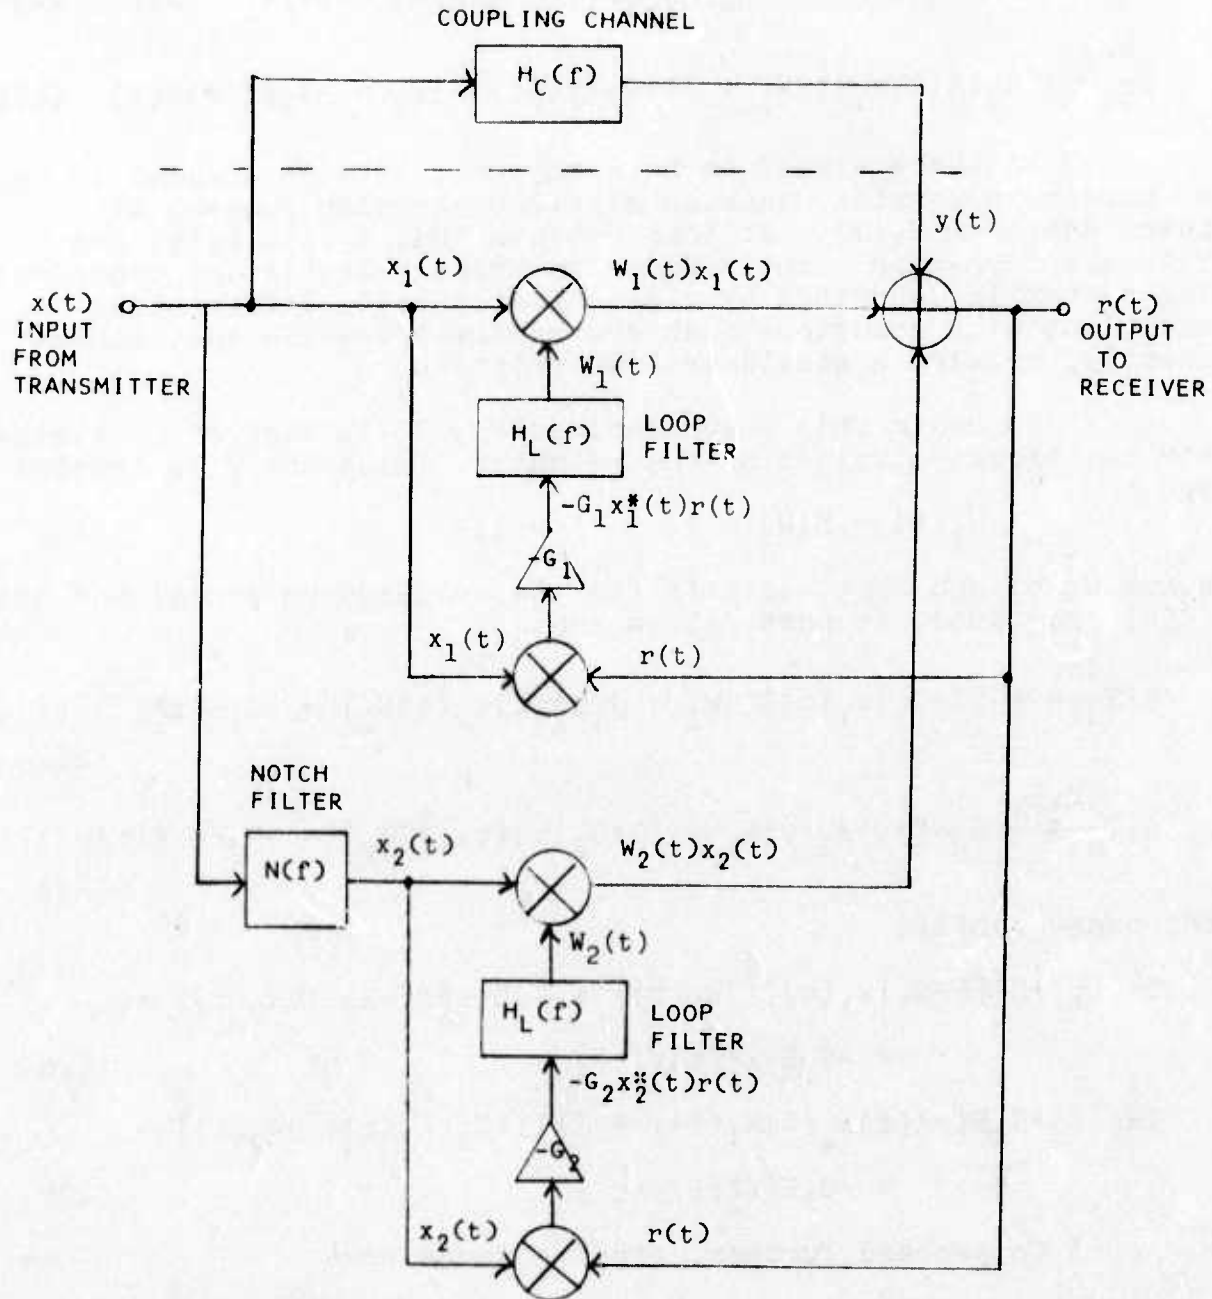 COUPLING CHANNEL
H_C(f)
y(t)
x_1(t)
W_1(t)x_1(t)
x(t)
INPUT
FROM
TRANSMITTER
r(t)
OUTPUT
TO
RECEIVER
W_1(t)
H_L(f)
LOOP
FILTER
-G_1x_1^*(t)r(t)
-G_1
x_1(t)
r(t)
NOTCH
FILTER
N(f)
x_2(t)
W_2(t)x_2(t)
W_2(t)
H_L(f)
LOOP
FILTER
-G_2x_2^*(t)r(t)
-G_2
x_2(t)
r(t)